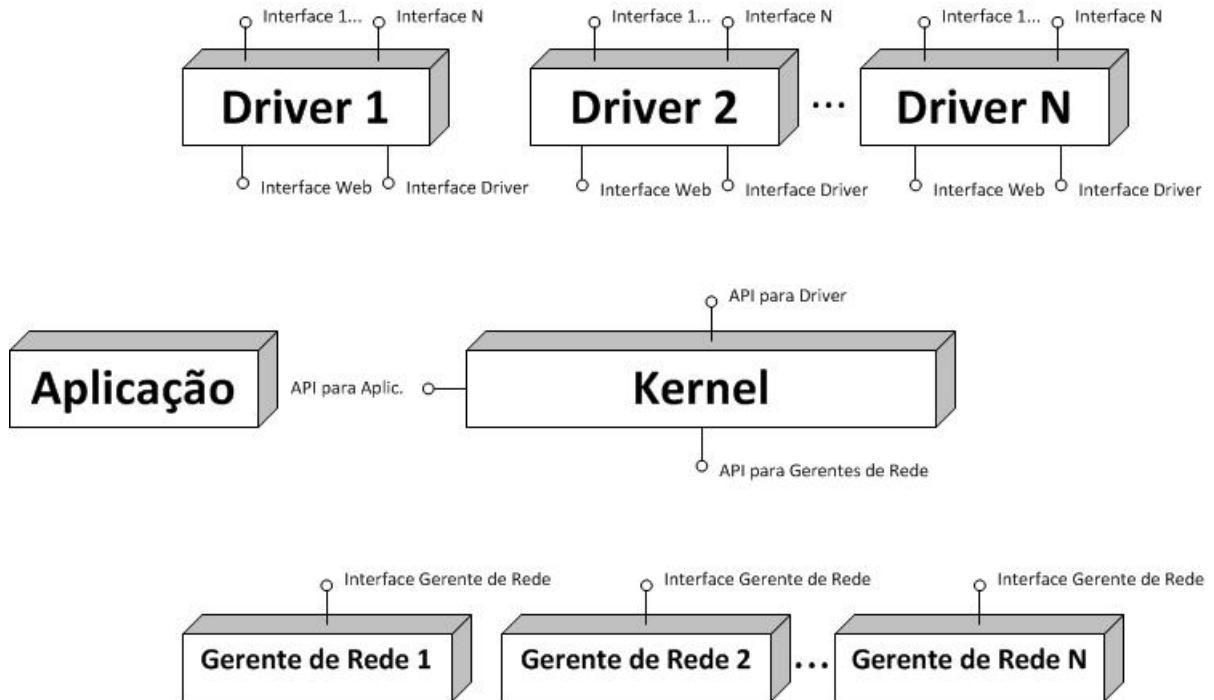 Interface 1... Interface N Interface 1... Interface N Interface 1... Interface N
Driver 1 Driver 2 ... Driver N
Interface Web Interface Driver Interface Web Interface Driver Interface Web Interface Driver
API para Driver
Aplicação API para Aplic. Kernel
API para Gerentes de Rede
Interface Gerente de Rede Interface Gerente de Rede Interface Gerente de Rede
Gerente de Rede 1 Gerente de Rede 2 ... Gerente de Rede N